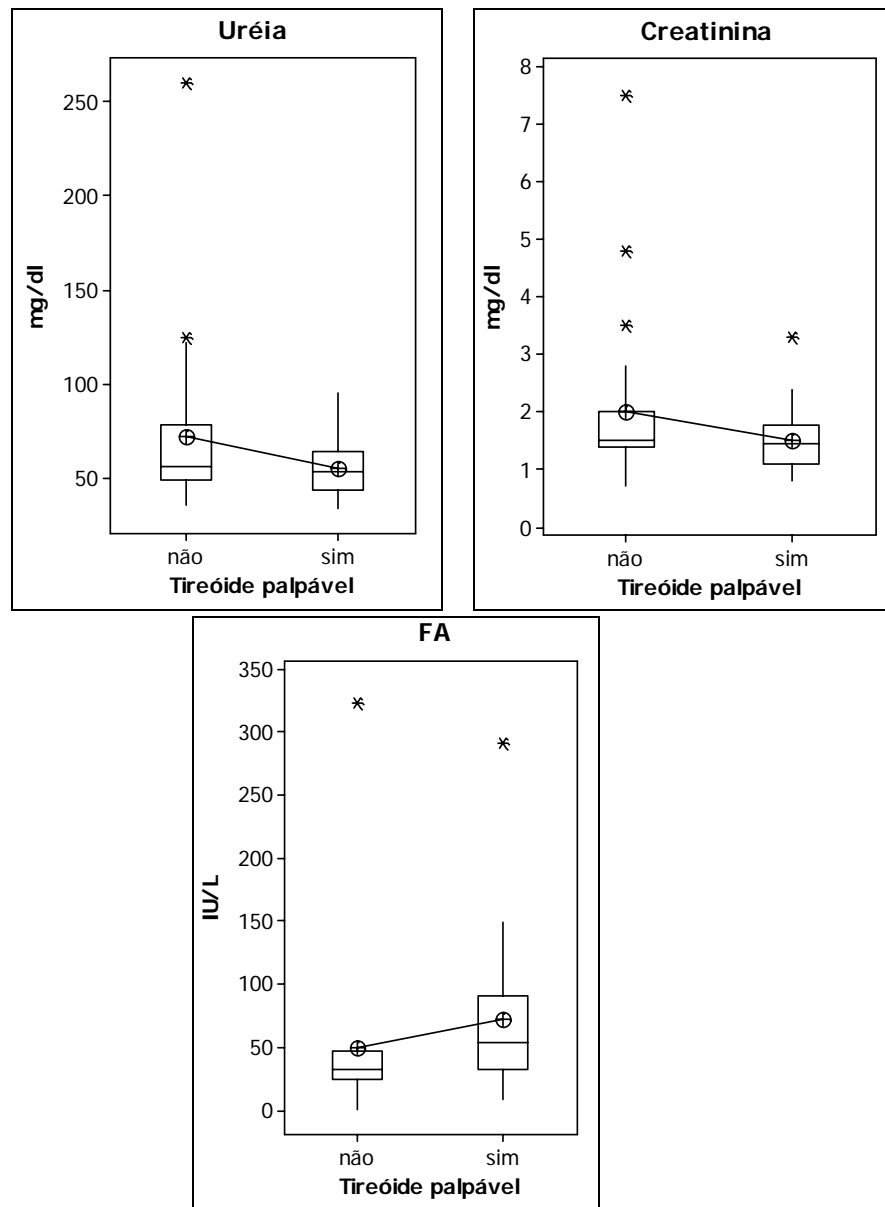 Uréia
250
200
150
100
50
mg/dl
não
sim
Tireóide palpável
Creatinina
8
7
6
5
4
3
2
1
0
mg/dl
não
sim
Tireóide palpável
FA
350
300
250
200
150
100
50
0
IU/L
não
sim
Tireóide palpável